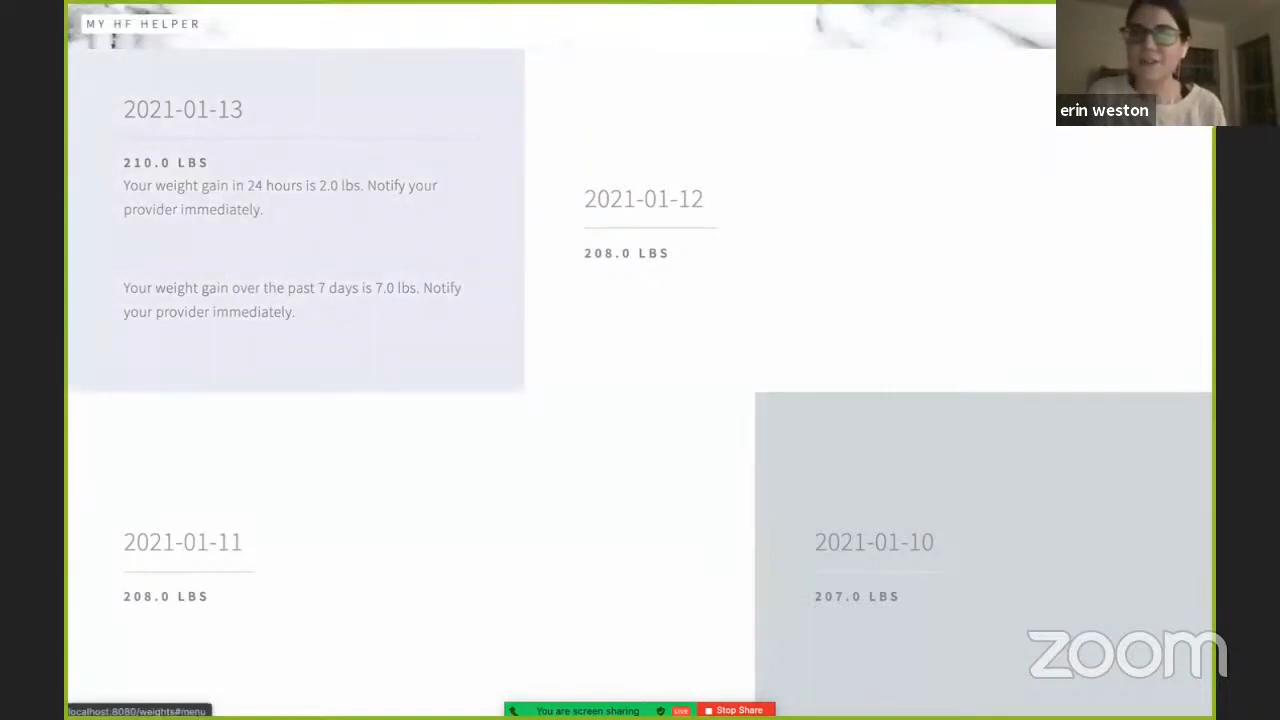 MY HF HELPER
erin weston
2021-01-13
210.0 LBS
Your weight gain in 24 hours is 2.0 lbs. Notify your
provider immediately.
Your weight gain over the past 7 days is 7.0 lbs. Notify
your provider immediately.
2021-01-12
208.0 LBS
2021-01-11
208.0 LBS
2021-01-10
207.0 LBS
zoom
localhost:8080/weights#menu
You are screen sharing
LIVE
Stop Share